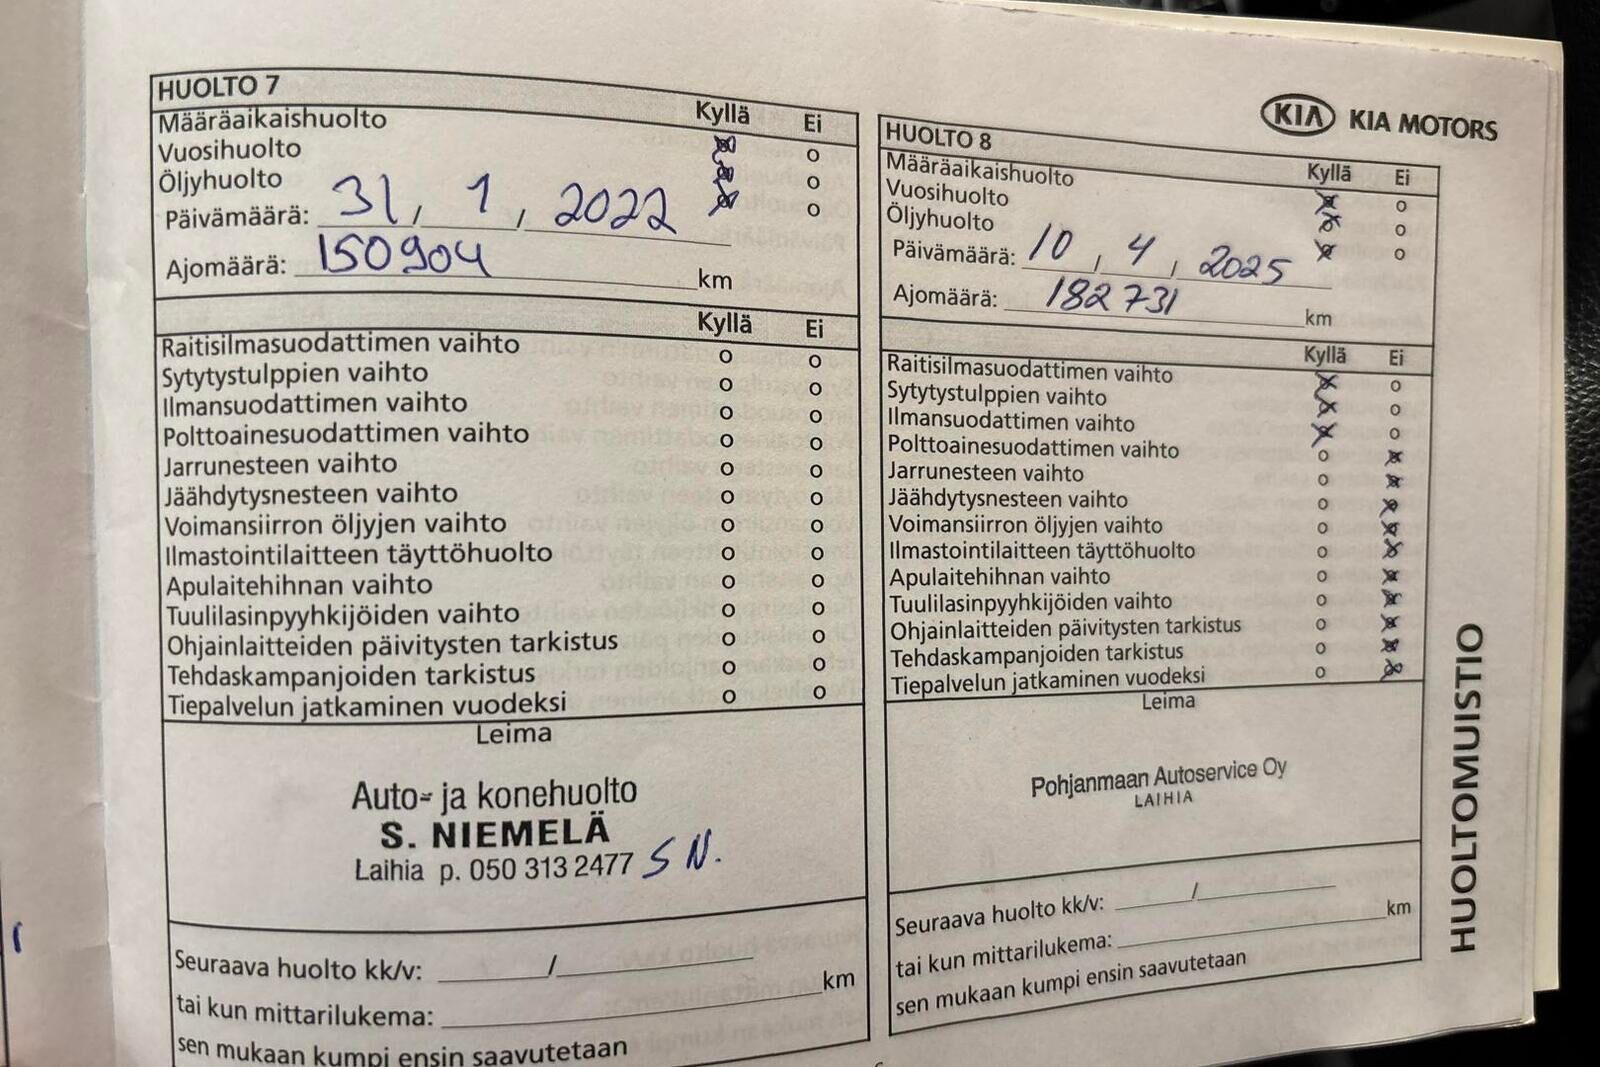 HUOLTO 7
Kyllä Ei
Määräaikaishuolto
Vuosihuolto o
Öljyhuolto o
Päivämäärä: 31 / 1 / 2022 o
Ajomäärä: 150904 km
Kyllä Ei
Raitisilmasuodattimen vaihto o o
Sytytystulppien vaihto o o
Ilmansuodattimen vaihto o o
Polttoainesuodattimen vaihto o o
Jarrunesteen vaihto o o
Jäähdytysnesteen vaihto o o
Voimansiirron öljyjen vaihto o o
Ilmastointilaitteen täyttöhuolto o o
Apulaitehihnan vaihto o o
Tuulilasinpyyhkijöiden vaihto o o
Ohjainlaitteiden päivitysten tarkistus o o
Tehdaskampanjoiden tarkistus o o
Tiepalvelun jatkaminen vuodeksi o o
Leima
Auto- ja konehuolto
S. NIEMELÄ
Laihia p. 050 313 2477 S N.
Seuraava huolto kk/v: /
tai kun mittarilukema: km
sen mukaan kumpi ensin saavutetaan
KIA KIA MOTORS
HUOLTO 8
Kyllä Ei
Määräaikaishuolto
Vuosihuolto o
Öljyhuolto o
Päivämäärä: 10 / 4 / 2025 o
Ajomäärä: 182731 km
Kyllä Ei
Raitisilmasuodattimen vaihto o
Sytytystulppien vaihto o
Ilmansuodattimen vaihto o
Polttoainesuodattimen vaihto o
Jarrunesteen vaihto o
Jäähdytysnesteen vaihto o
Voimansiirron öljyjen vaihto o
Ilmastointilaitteen täyttöhuolto o
Apulaitehihnan vaihto o
Tuulilasinpyyhkijöiden vaihto o
Ohjainlaitteiden päivitysten tarkistus o
Tehdaskampanjoiden tarkistus o
Tiepalvelun jatkaminen vuodeksi o
Leima
Pohjanmaan Autoservice Oy
LAIHIA
Seuraava huolto kk/v: /
tai kun mittarilukema: km
sen mukaan kumpi ensin saavutetaan
HUOLTOMUISTIO